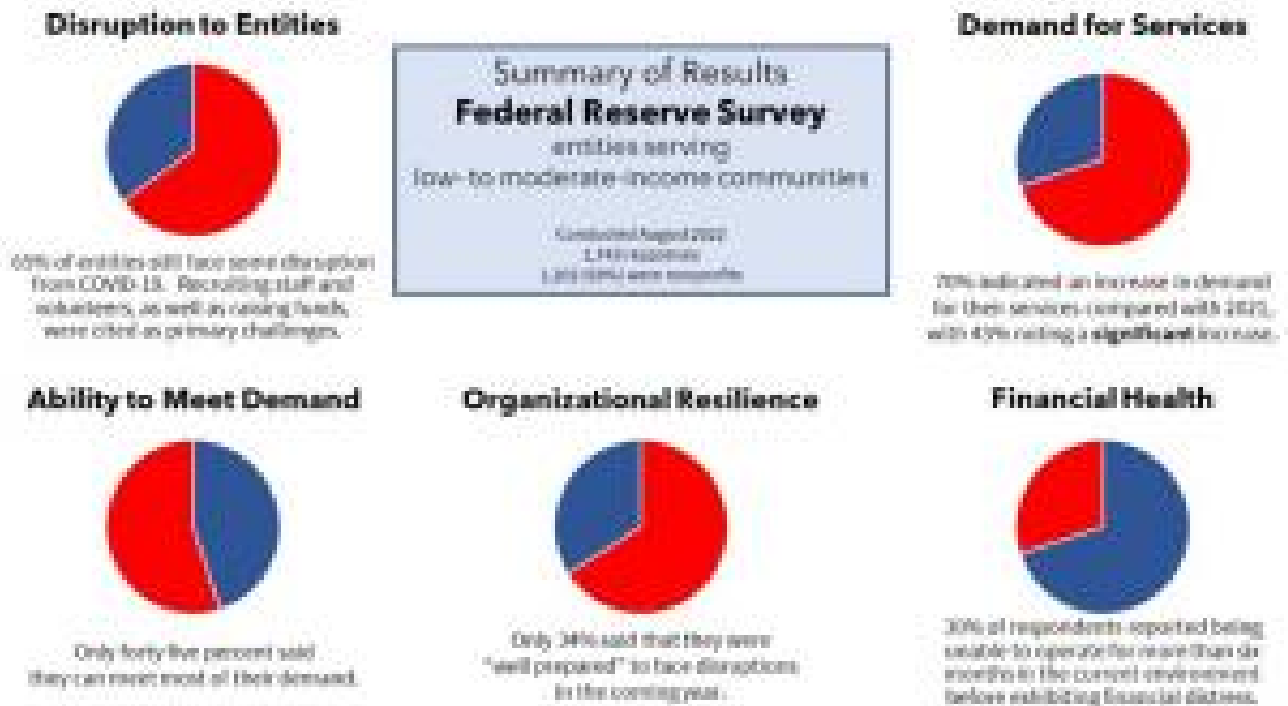 Disruption to Entities
of entities still face some disruption
from COVID-19. Recruiting staff and
volunteers, as well as raising funds,
were cited as primary challenges.
Summary of Results
Federal Reserve Survey
entities serving
low- to moderate-income communities
Conducted August 2022
were nonprofits
Demand for Services
70% indicated an increase in demand
for their services compared with 2021,
with noting a significant increase.
Ability to Meet Demand
Only forty five percent said
they can meet most of their demand.
Organizational Resilience
Only 34% said that they were
"well prepared" to face disruptions
in the coming year.
Financial Health
30% of respondents reported being
unable to operate for more than six
months in the current environment
before exhibiting financial distress.